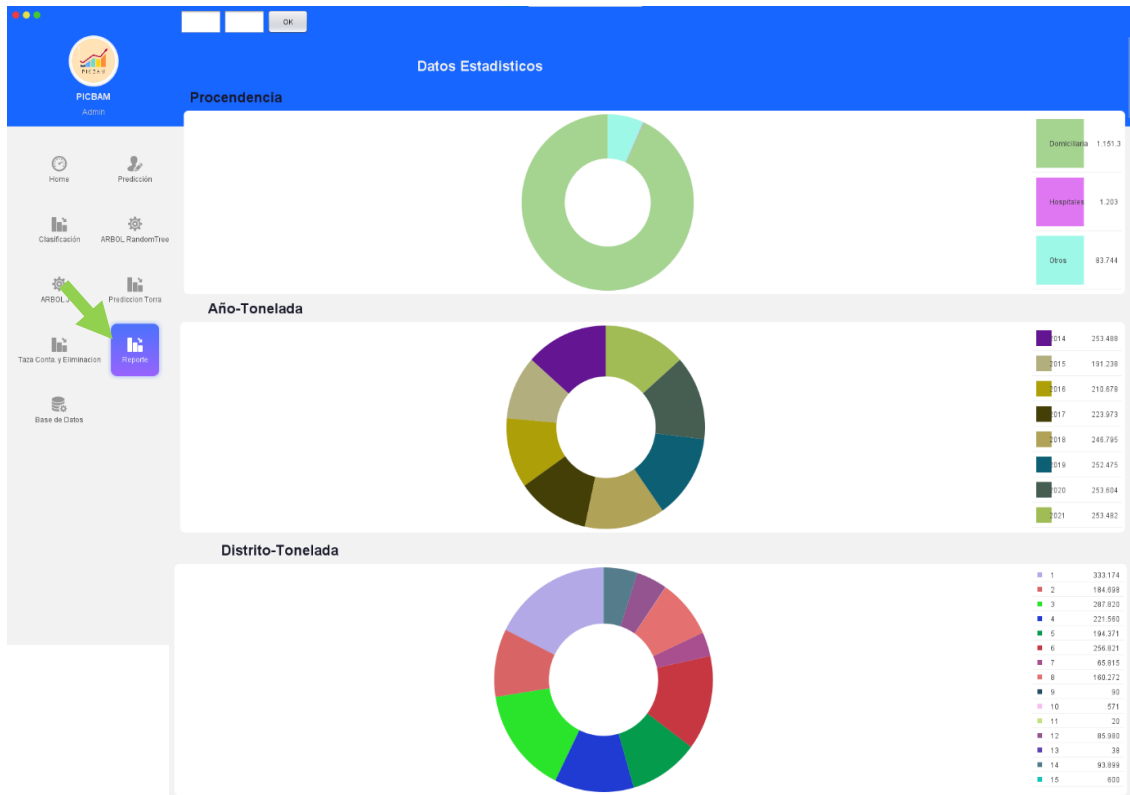 OK
Datos Estadisticos
PICBAM
Admin
Procendencia
Domiciliaria 1.151.3
Hospitales 1.203
Otros 83.744
Home
Predicción
Clasificación
ARBOL RandomTree
ARBOL
Prediccion Torra
Taza Conta. y Eliminacion
Reporte
Base de Datos
Año-Tonelada
2014 253.488
2015 191.238
2016 210.678
2017 223.973
2018 246.795
2019 252.475
2020 253.604
2021 253.482
Distrito-Tonelada
1 333.174
2 184.698
3 287.820
4 221.560
5 194.371
6 256.821
7 65.815
8 160.272
9 90
10 571
11 20
12 85.980
13 38
14 93.899
15 600